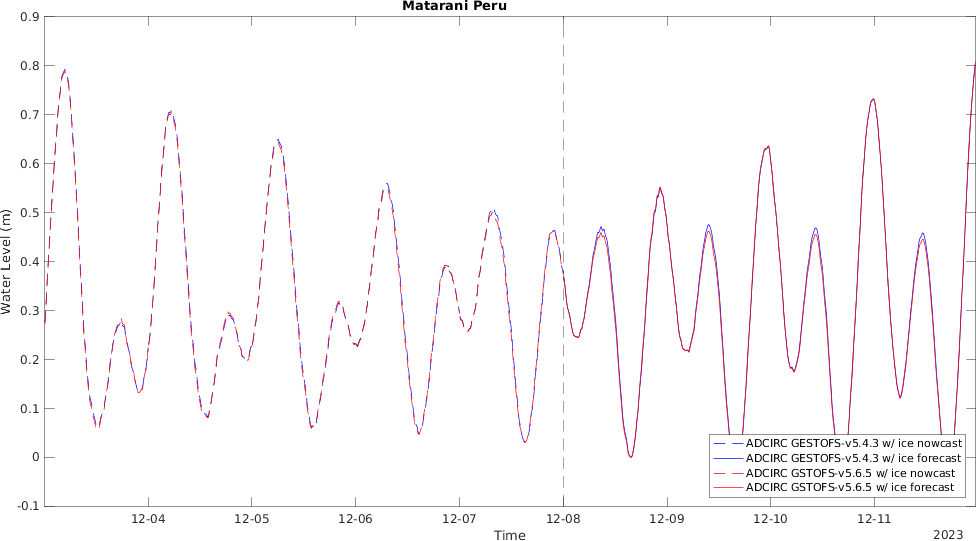 Matarani Peru
0.9
0.8
0.7
0.6
0.5
0.4
0.3
0.2
0.1
0
-0.1
Water Level (m)
ADCIRC GESTOFS-v5.4.3 w/ ice nowcast
ADCIRC GESTOFS-v5.4.3 w/ ice forecast
ADCIRC GSTOFS-v5.6.5 w/ ice nowcast
ADCIRC GSTOFS-v5.6.5 w/ ice forecast
12-04 12-05 12-06 12-07 12-08 12-09 12-10 12-11
Time
2023